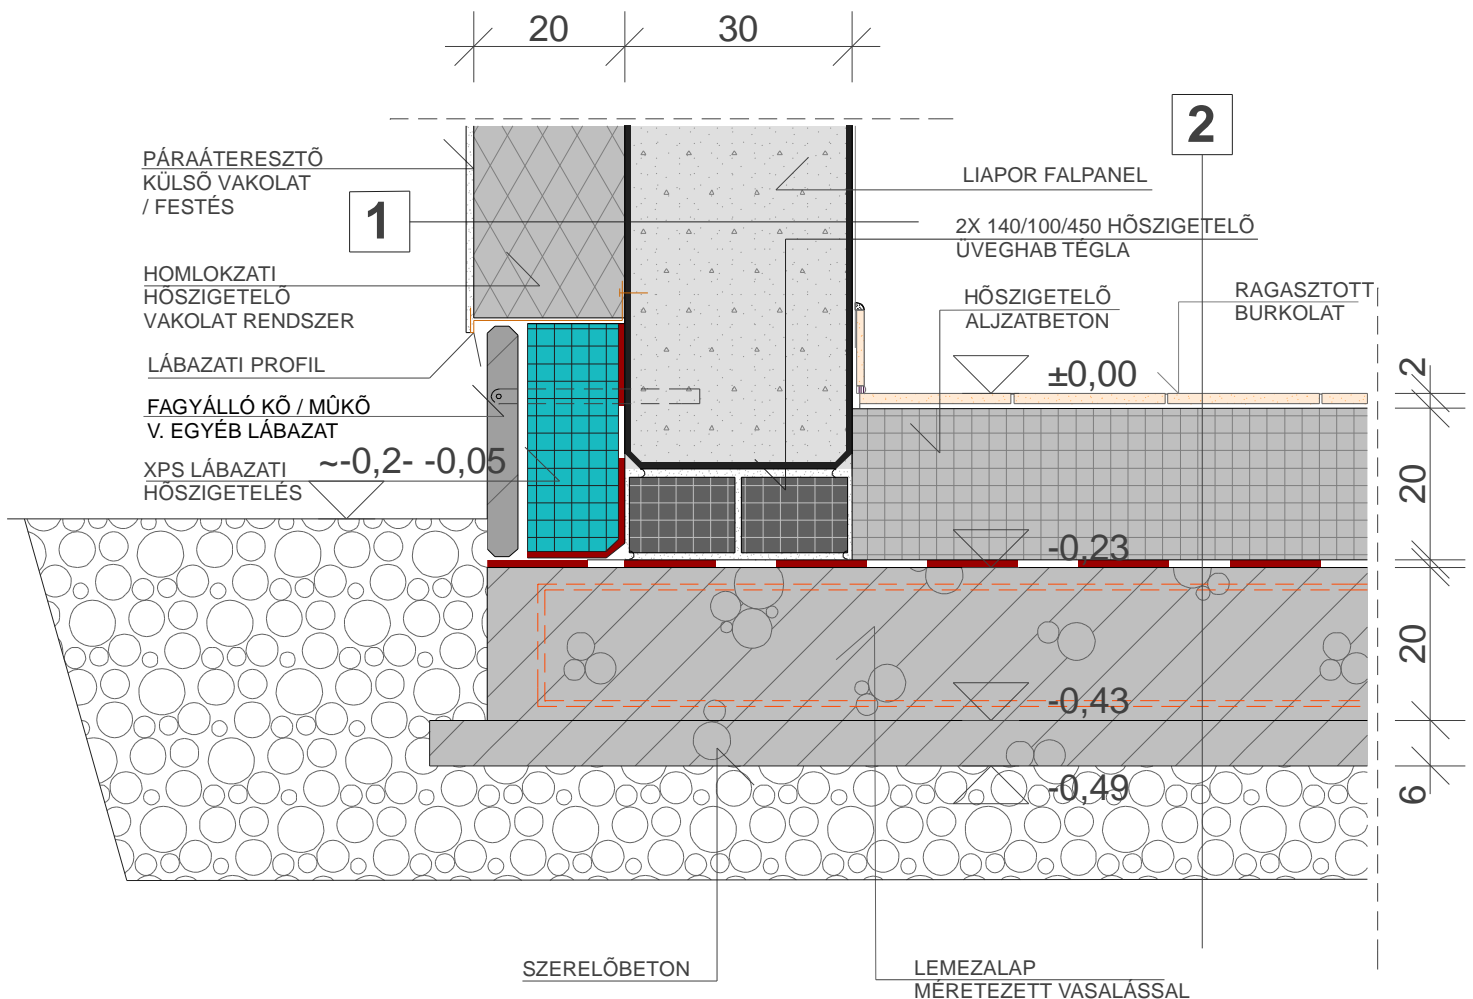 20
30
2
PÁRAÁTERESZTÕ
KÜLSÕ VAKOLAT
/ FESTÉS
1
LIAPOR FALPANEL
2X 140/100/450 HÕSZIGETELÕ
ÜVEGHAB TÉGLA
HOMLOKZATI
HÕSZIGETELÕ
VAKOLAT RENDSZER
HÕSZIGETELÕ
ALJZATBETON
RAGASZTOTT
BURKOLAT
LÁBAZATI PROFIL
±0,00
2
FAGYÁLLÓ KÕ / MÛKÕ
V. EGYÉB LÁBAZAT
XPS LÁBAZATI
HÕSZIGETELÉS
~-0,2- -0,05
20
-0,23
20
-0,43
-0,49
6
SZERELÕBETON
LEMEZALAP
MÉRETEZETT VASALÁSSAL